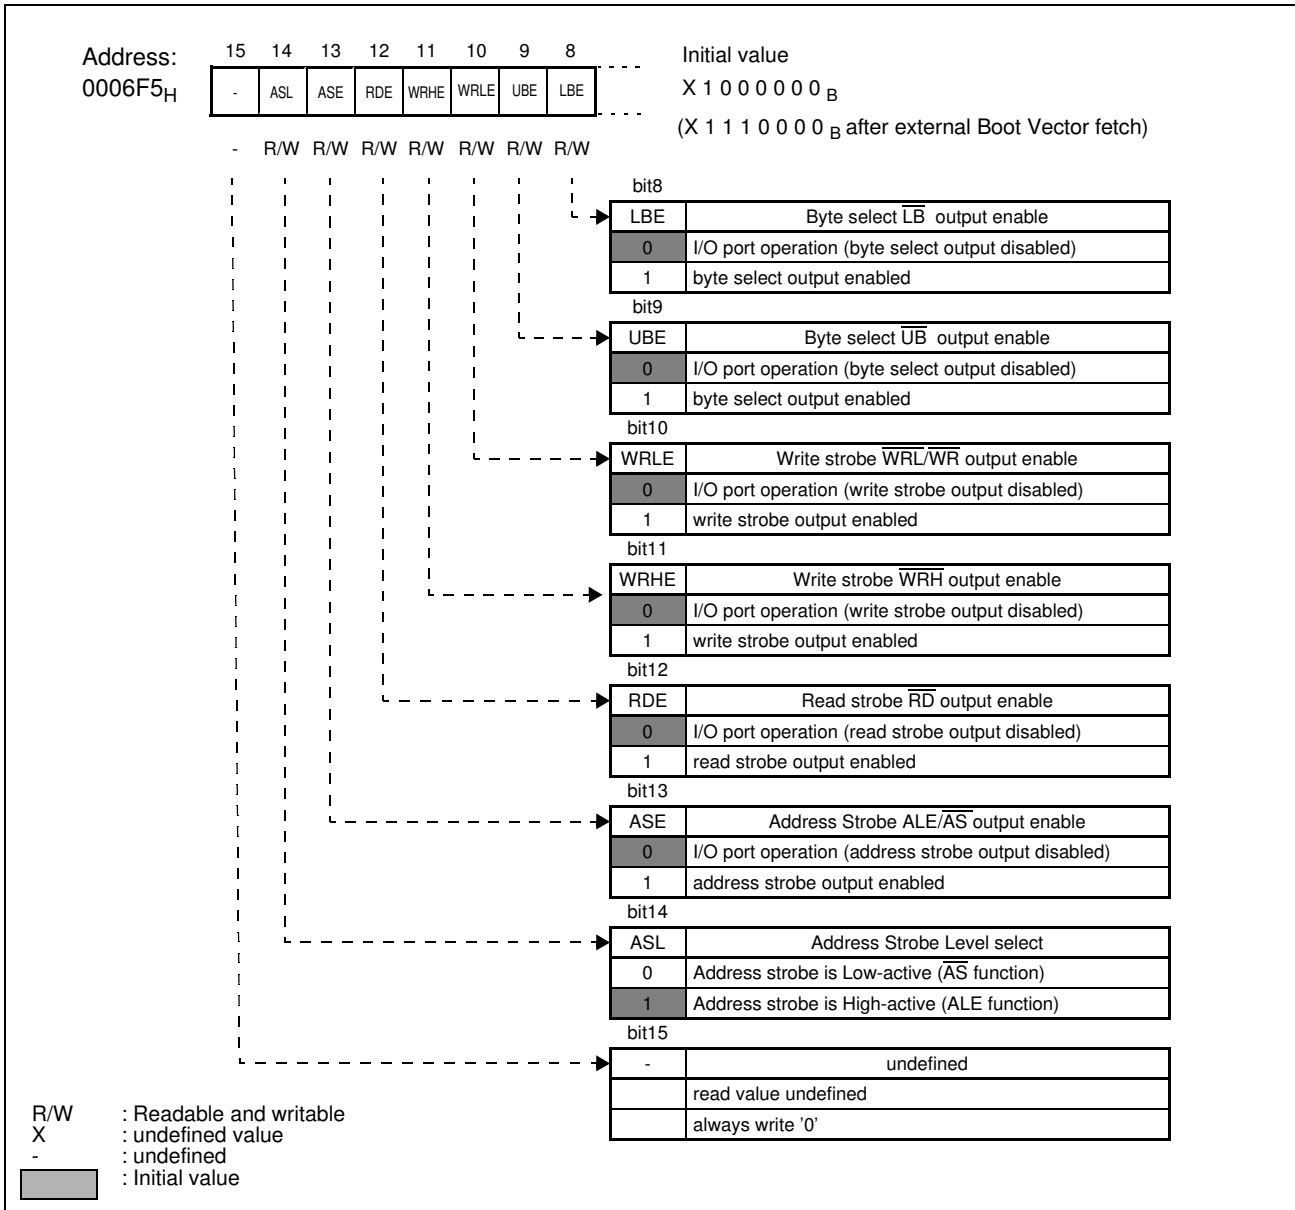 Address:
0006F5H
15 14 13 12 11 10 9 8
- ASL ASE RDE WRHE WRLE UBE LBE
- R/W R/W R/W R/W R/W R/W R/W
Initial value
X 1 0 0 0 0 0 0 B
(X 1 1 1 0 0 0 0 B after external Boot Vector fetch)
bit8
LBE Byte select L̅B̅ output enable
0 I/O port operation (byte select output disabled)
1 byte select output enabled
bit9
UBE Byte select U̅B̅ output enable
0 I/O port operation (byte select output disabled)
1 byte select output enabled
bit10
WRLE Write strobe W̅R̅L̅/W̅R̅ output enable
0 I/O port operation (write strobe output disabled)
1 write strobe output enabled
bit11
WRHE Write strobe W̅R̅H̅ output enable
0 I/O port operation (write strobe output disabled)
1 write strobe output enabled
bit12
RDE Read strobe R̅D̅ output enable
0 I/O port operation (read strobe output disabled)
1 read strobe output enabled
bit13
ASE Address Strobe ALE/A̅S̅ output enable
0 I/O port operation (address strobe output disabled)
1 address strobe output enabled
bit14
ASL Address Strobe Level select
0 Address strobe is Low-active (A̅S̅ function)
1 Address strobe is High-active (ALE function)
bit15
- undefined
read value undefined
always write '0'
R/W : Readable and writable
X : undefined value
- : undefined
: Initial value